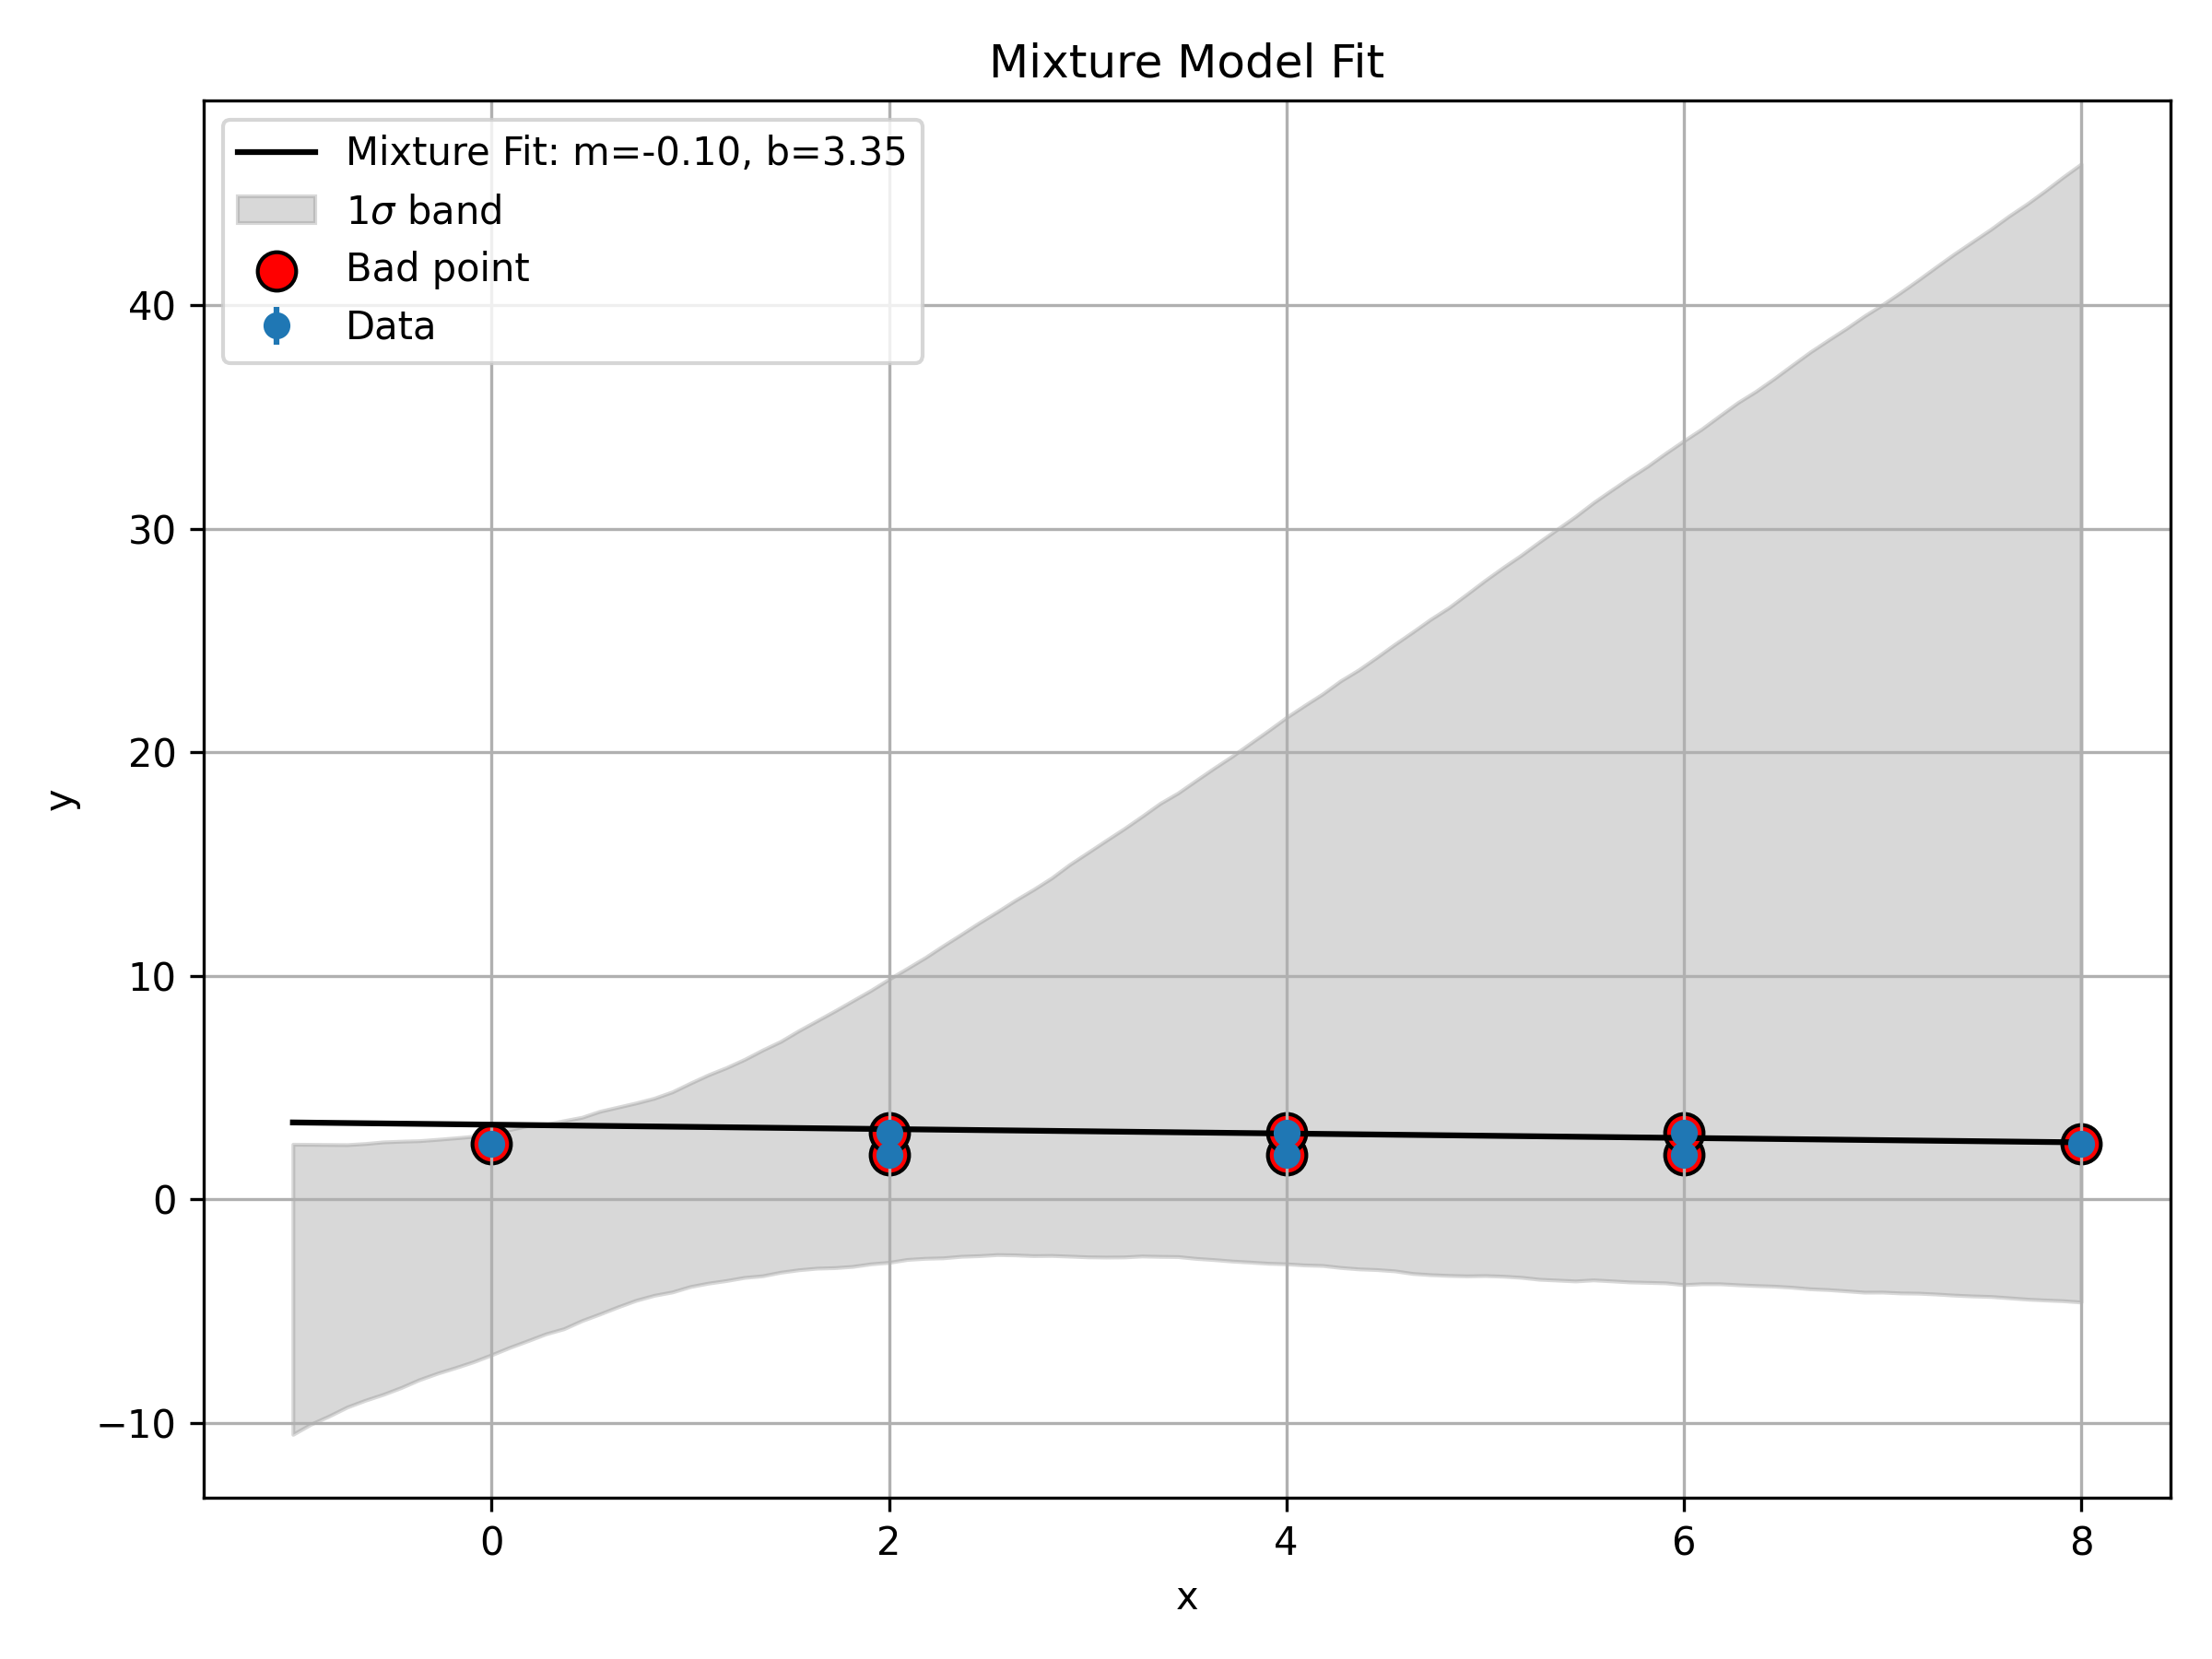 Mixture Model Fit
Mixture Fit: m=-0.10, b=3.35
1σ band
Bad point
Data
40
30
20
10
0
−10
y
0 2 4 6 8
x